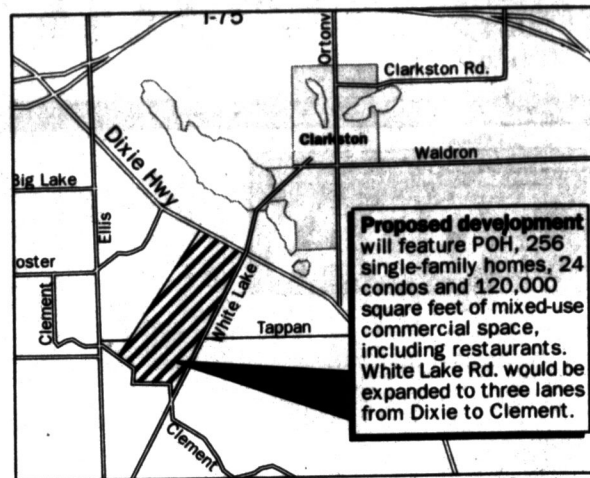 I-75
Ortonv
Clarkston Rd.
Clarkston
Waldron
Dixie Hwy
Big Lake
Ellis
oster
Clement
White Lake
Tappan
Clement
Proposed development
will feature POH, 256
single-family homes, 24
condos and 120,000
square feet of mixed-use
commercial space,
including restaurants.
White Lake Rd. would be
expanded to three lanes
from Dixie to Clement.